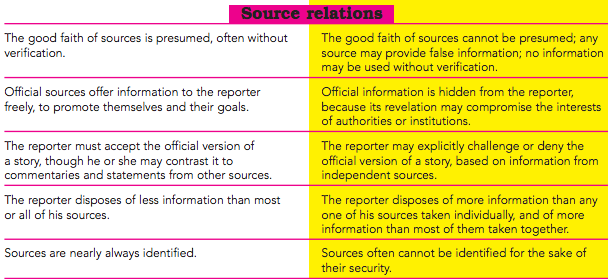 Source relations
The good faith of sources is presumed, often without
verification.
The good faith of sources cannot be presumed; any
source may provide false information; no information
may be used without verification.
Official sources offer information to the reporter
freely, to promote themselves and their goals.
Official information is hidden from the reporter,
because its revelation may compromise the interests
of authorities or institutions.
The reporter must accept the official version of
a story, though he or she may contrast it to
commentaries and statements from other sources.
The reporter may explicitly challenge or deny the
official version of a story, based on information from
independent sources.
The reporter disposes of less information than most
or all of his sources.
The reporter disposes of more information than any
one of his sources taken individually, and of more
information than most of them taken together.
Sources are nearly always identified.
Sources often cannot be identified for the sake of
their security.